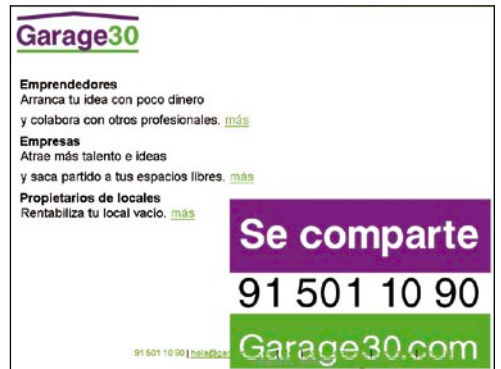 Garage30
Emprendedores
Arranca tu idea con poco dinero
y colabora con otros profesionales. más
Empresas
Atrae más talento e ideas
y saca partido a tus espacios libres. más
Propietarios de locales
Rentabiliza tu local vacio. más
Se comparte
91 501 10 90
Garage30.com
91 501 10 90 |